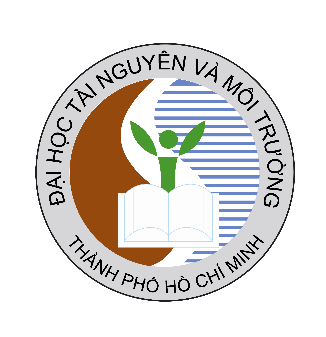 ĐẠI HỌC TÀI NGUYÊN VÀ MÔI TRƯỜNG
THÀNH PHỐ HỒ CHÍ MINH